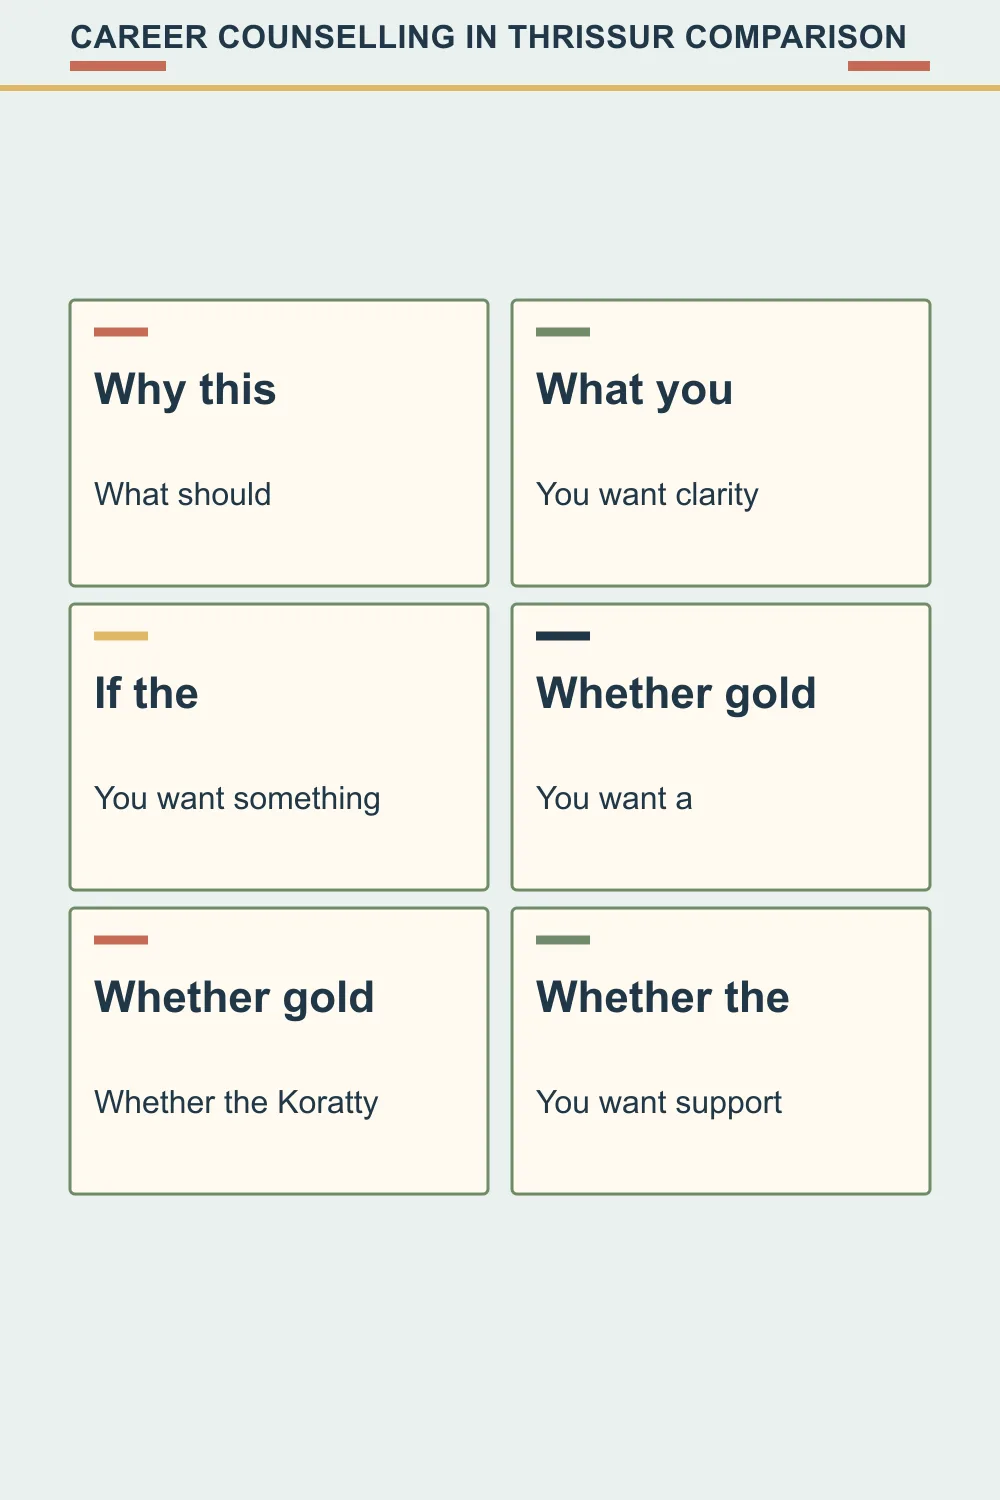 CAREER COUNSELLING IN THRISSUR COMPARISON
Why this
What should
What you
You want clarity
If the
You want something
Whether gold
You want a
Whether gold
Whether the Koratty
Whether the
You want support